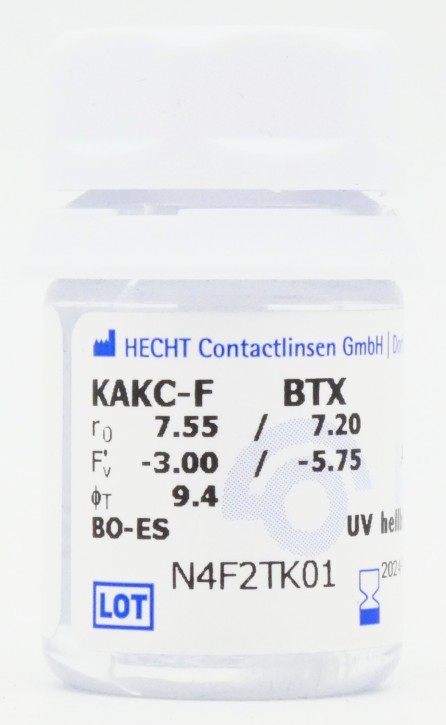 HECHT Contactlinsen GmbH |
KAKC-F BTX
r0 7.55 / 7.20
F'v -3.00 / -5.75
ϕT 9.4
BO-ES UV
N4F2TK01
LOT 2024